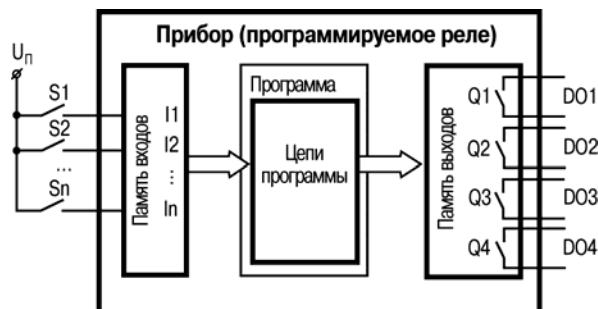 Прибор (программируемое реле)
Uп
S1
S2
...
Sn
Память входов
I1
I2
...
In
Программа
Цепи
программы
Память выходов
Q1
Q2
Q3
Q4
DO1
DO2
DO3
DO4